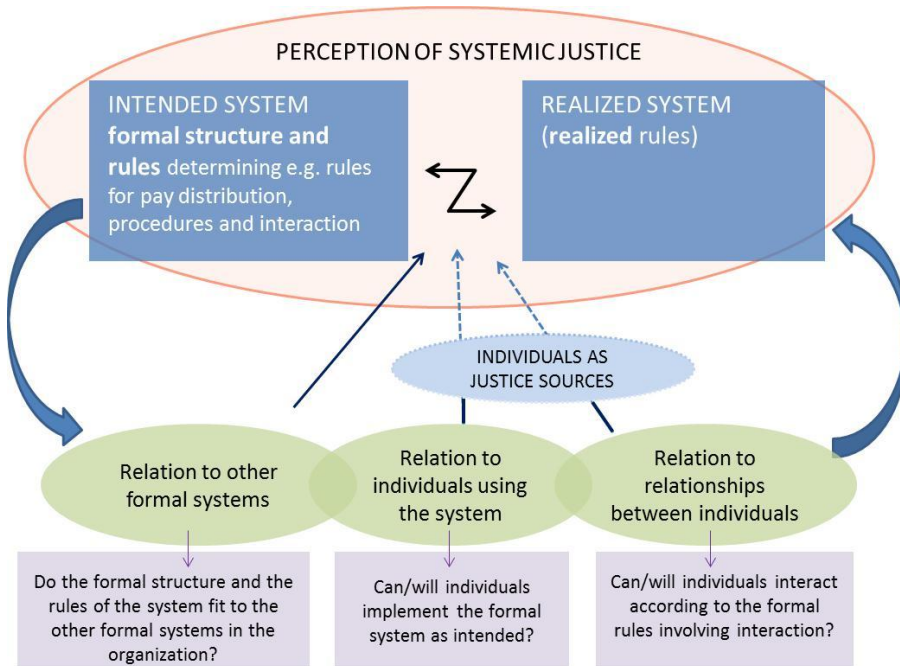 PERCEPTION OF SYSTEMIC JUSTICE
INTENDED SYSTEM
formal structure and
rules determining e.g. rules
for pay distribution,
procedures and interaction
REALIZED SYSTEM
(realized rules)
INDIVIDUALS AS
JUSTICE SOURCES
Relation to other
formal systems
Relation to
individuals using
the system
Relation to
relationships
between individuals
Do the formal structure and the
rules of the system fit to the
other formal systems in the
organization?
Can/will individuals
implement the formal
system as intended?
Can/will individuals interact
according to the formal
rules involving interaction?